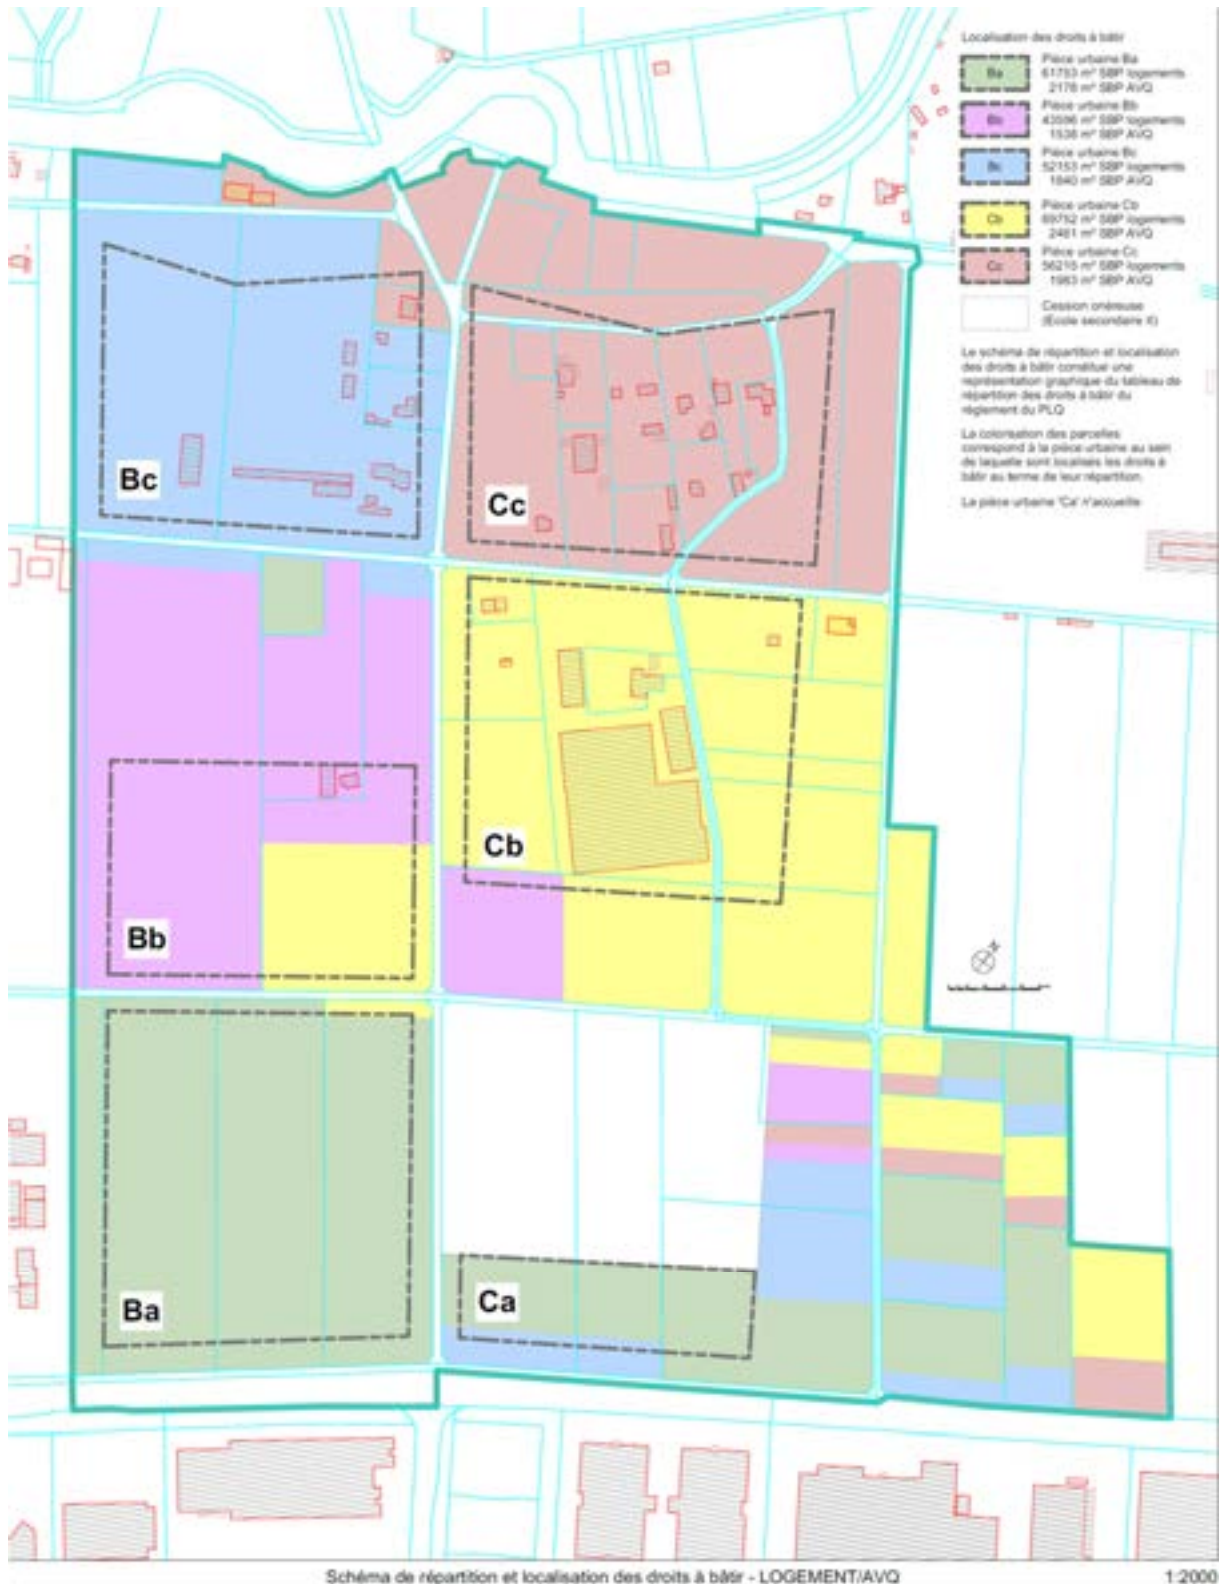 Localisation des droits à bâtir
Ba
Pièce urbaine Ba
61753 m² SBP logements
2178 m² SBP AVQ
Bb
Pièce urbaine Bb
43596 m² SBP logements
1538 m² SBP AVQ
Bc
Pièce urbaine Bc
52153 m² SBP logements
1840 m² SBP AVQ
Cb
Pièce urbaine Cb
69792 m² SBP logements
2461 m² SBP AVQ
Cc
Pièce urbaine Cc
56215 m² SBP logements
1983 m² SBP AVQ
Cession onéreuse
(Ecole secondaire II)
Le schéma de répartition et localisation
des droits à bâtir constitue une
représentation graphique du tableau de
répartition des droits à bâtir du
règlement du PLQ
La colorisation des parcelles
correspond à la pièce urbaine au sein
de laquelle sont localisés les droits à
bâtir au terme de leur répartition.
La pièce urbaine 'Ca' n'accueille
Bc
Cc
Cb
Bb
Ba
Ca
Schéma de répartition et localisation des droits à bâtir - LOGEMENT/AVQ
1:2000